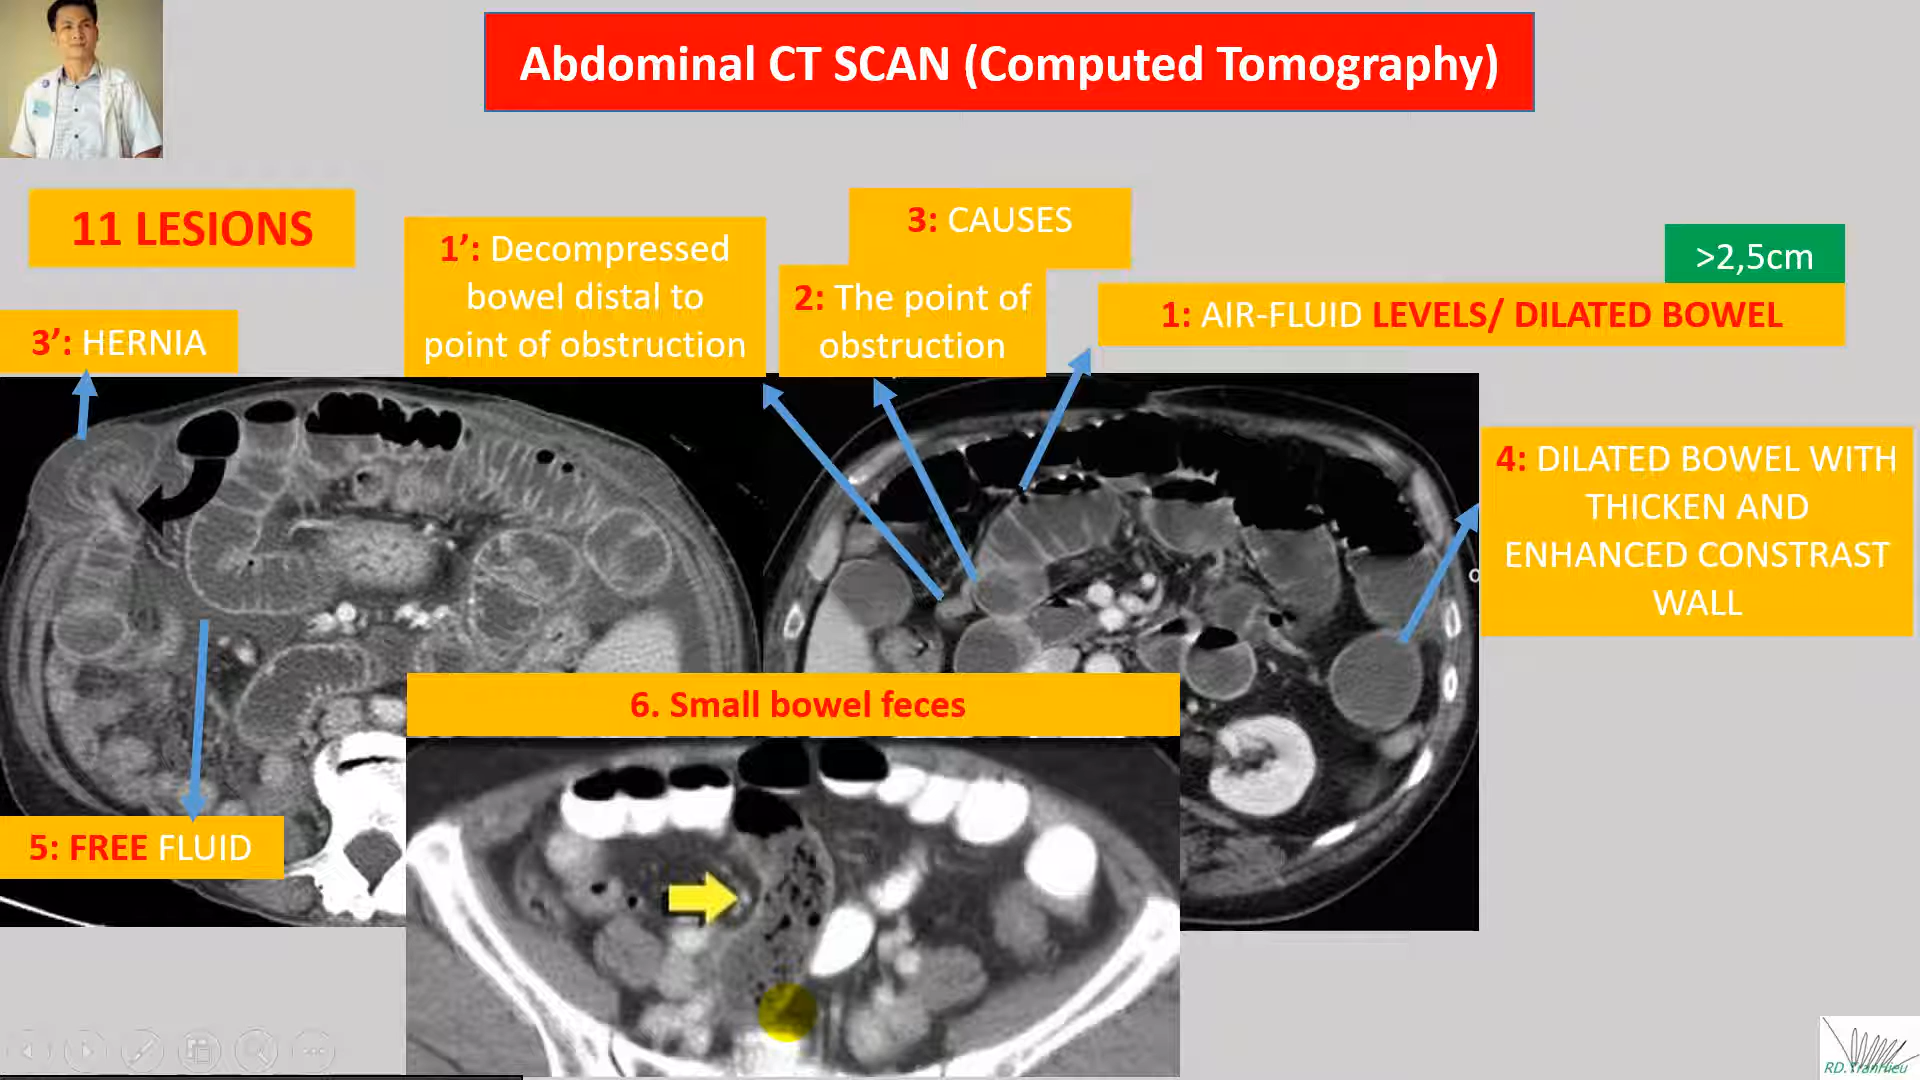 Abdominal CT SCAN (Computed Tomography)
11 LESIONS
3’: HERNIA
1’: Decompressed
bowel distal to
point of obstruction
3: CAUSES
2: The point of
obstruction
>2,5cm
1: AIR-FLUID LEVELS/ DILATED BOWEL
4: DILATED BOWEL WITH
THICKEN AND
ENHANCED CONSTRAST
WALL
6. Small bowel feces
5: FREE FLUID
RD.TranHieu